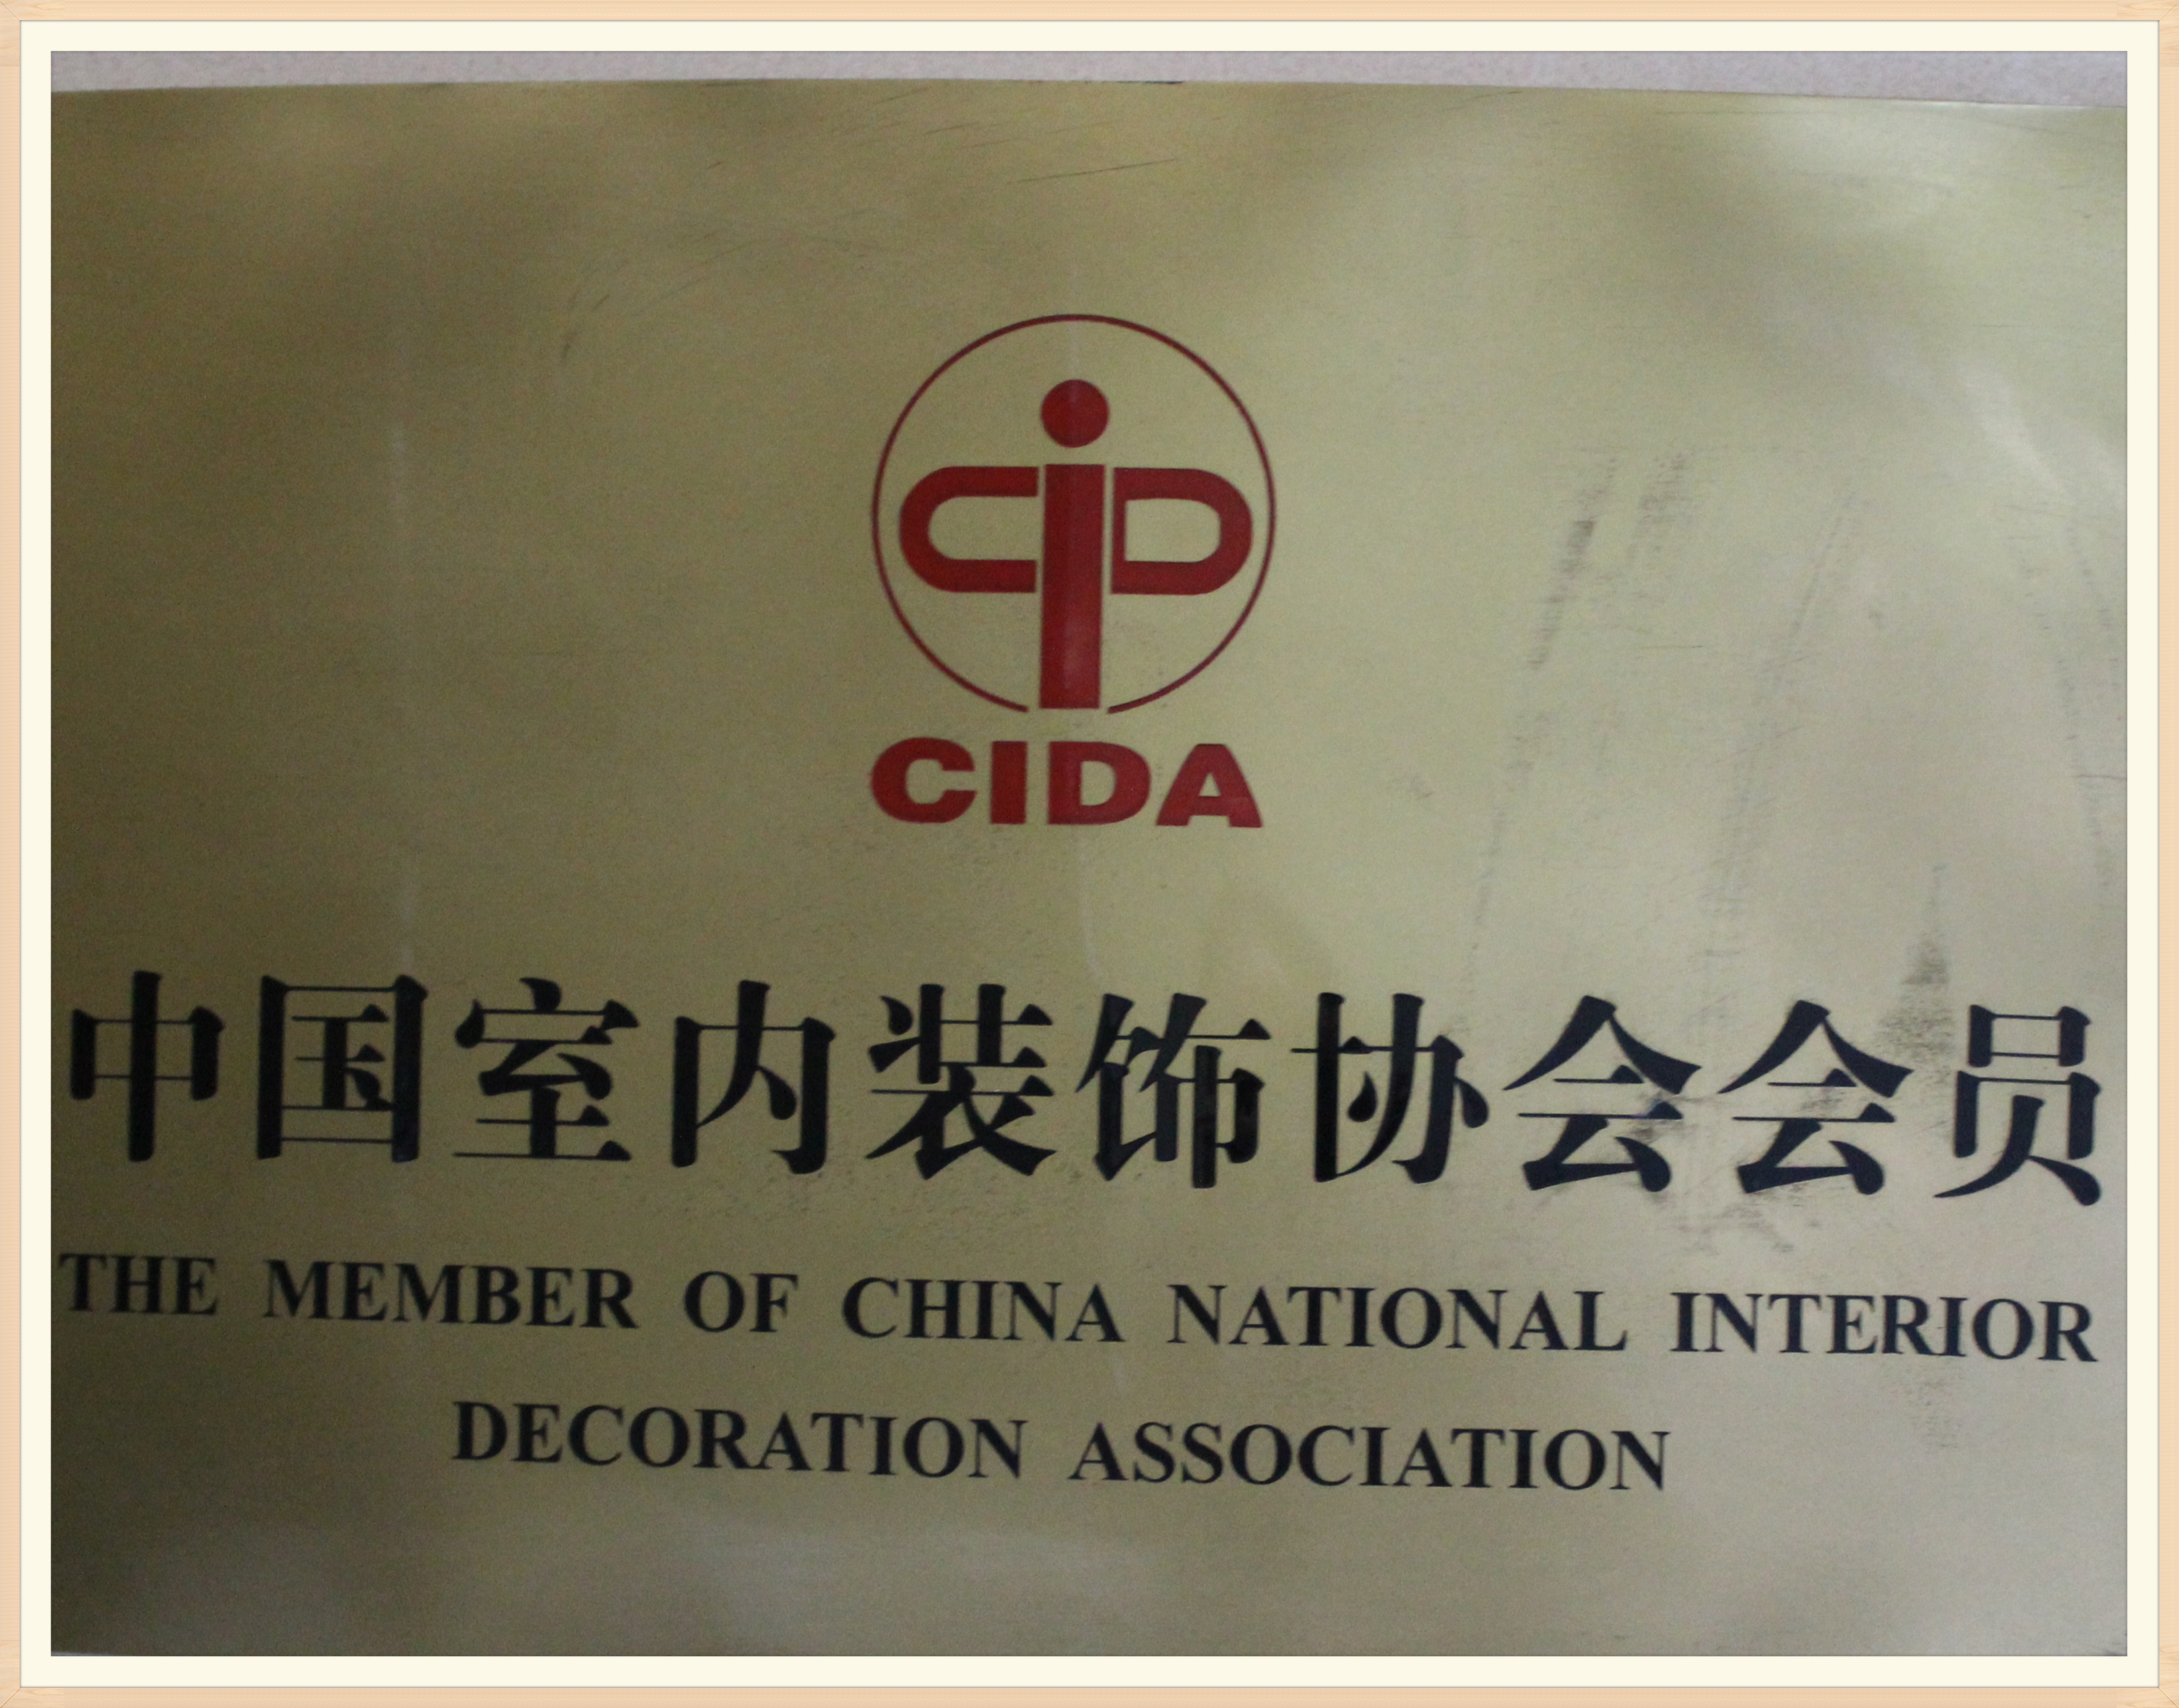 CIDA
中国室内装饰协会会员
THE MEMBER OF CHINA NATIONAL INTERIOR
DECORATION ASSOCIATION